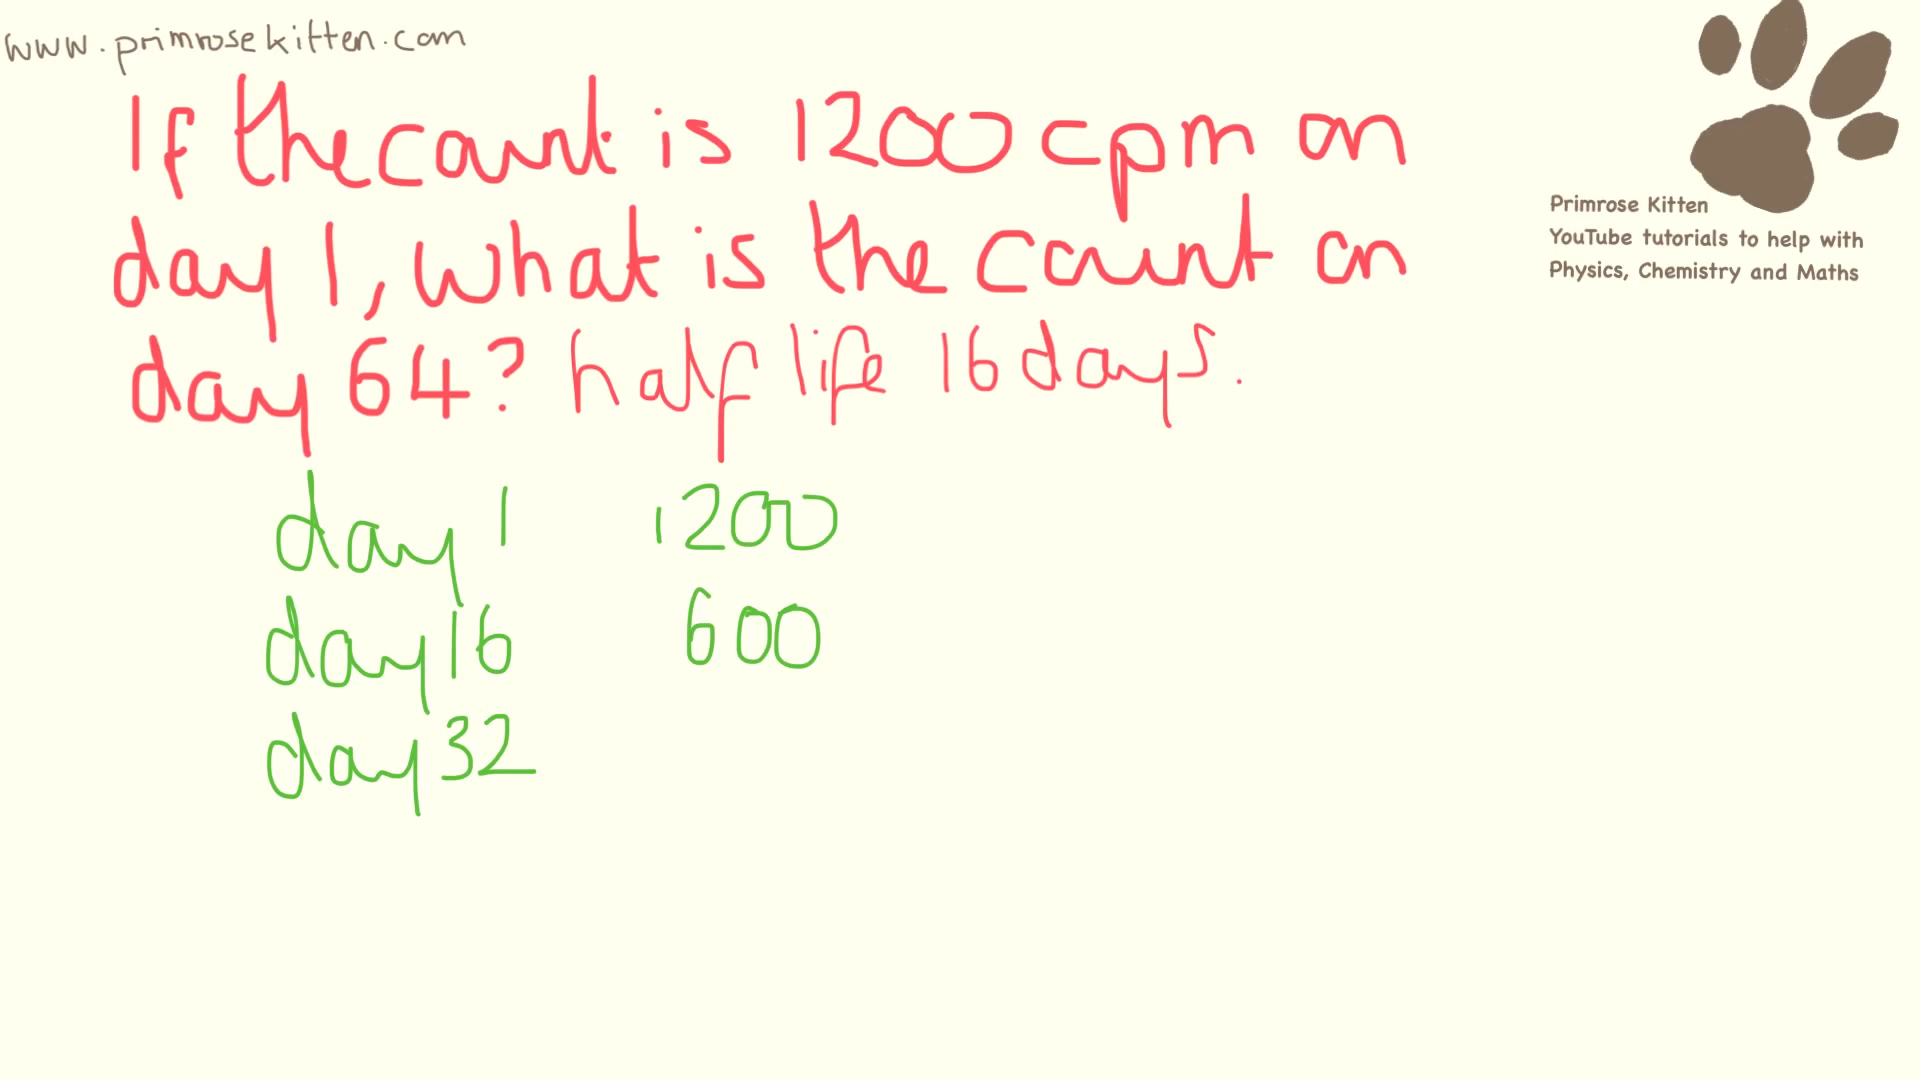 www.primrosekitten.com
If the count is 1200 cpm on
day 1, what is the count on
day 64? half life 16 days.
Primrose Kitten
YouTube tutorials to help with
Physics, Chemistry and Maths
day 1 1200
day 16 600
day 32